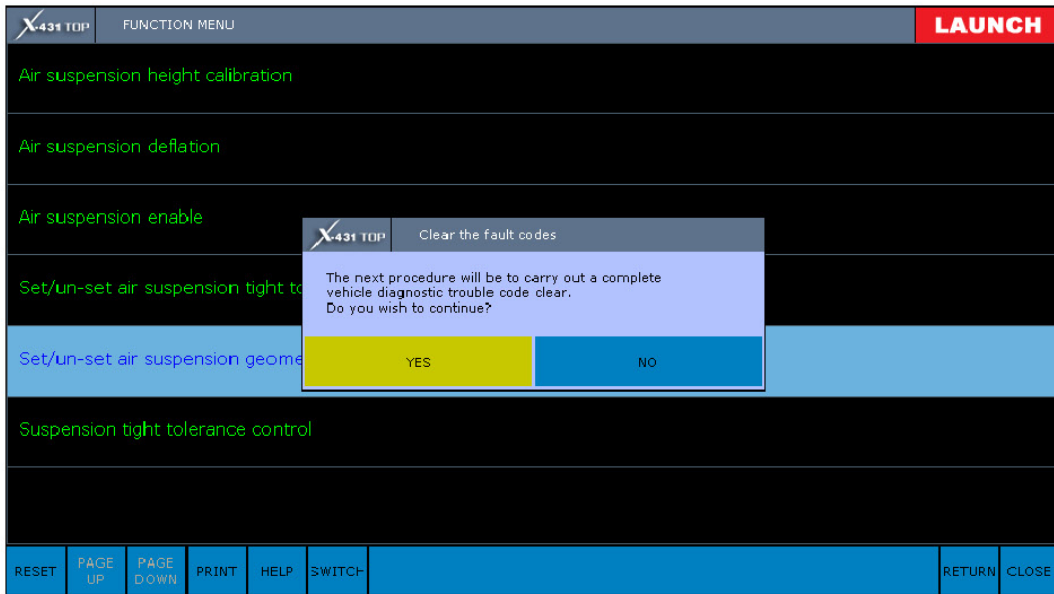 X-431 TOP FUNCTION MENU LAUNCH
Air suspension height calibration
Air suspension deflation
Air suspension enable
X-431 TOP Clear the fault codes
The next procedure will be to carry out a complete
vehicle diagnostic trouble code clear.
Do you wish to continue?
YES NO
Set/un-set air suspension tight to
Set/un-set air suspension geome
Suspension tight tolerance control
RESET PAGE UP PAGE DOWN PRINT HELP SWITCH RETURN CLOSE